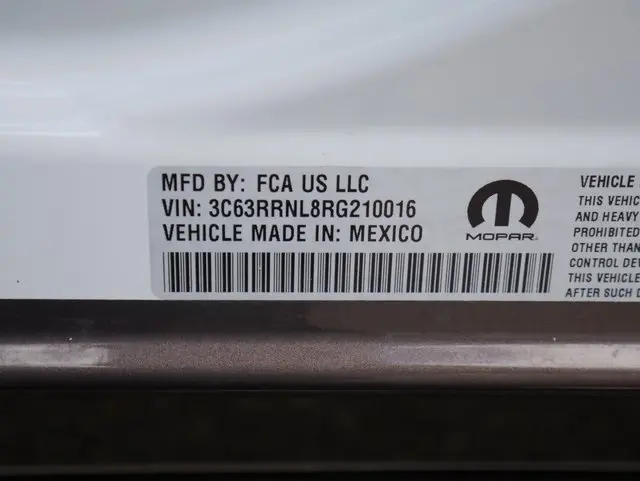 MFD BY: FCA US LLC
VIN: 3C63RRNL8RG210016
VEHICLE MADE IN: MEXICO
MOPAR
VEHICLE
THIS VEHIC
AND HEAVY
PROHIBITED
OTHER THAN
CONTROL DEV
THIS VEHICLE
AFTER SUCH D